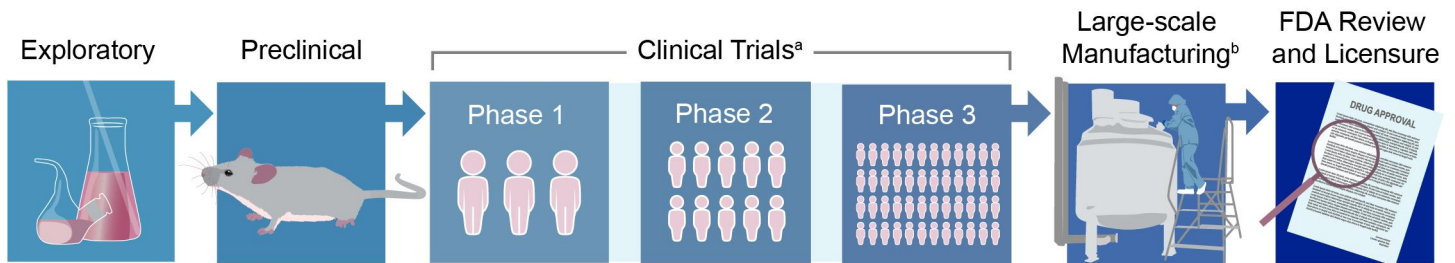 Exploratory
Preclinical
Clinical Trialsᵃ
Phase 1
Phase 2
Phase 3
Large-scale
Manufacturingᵇ
FDA Review
and Licensure
DRUG APPROVAL